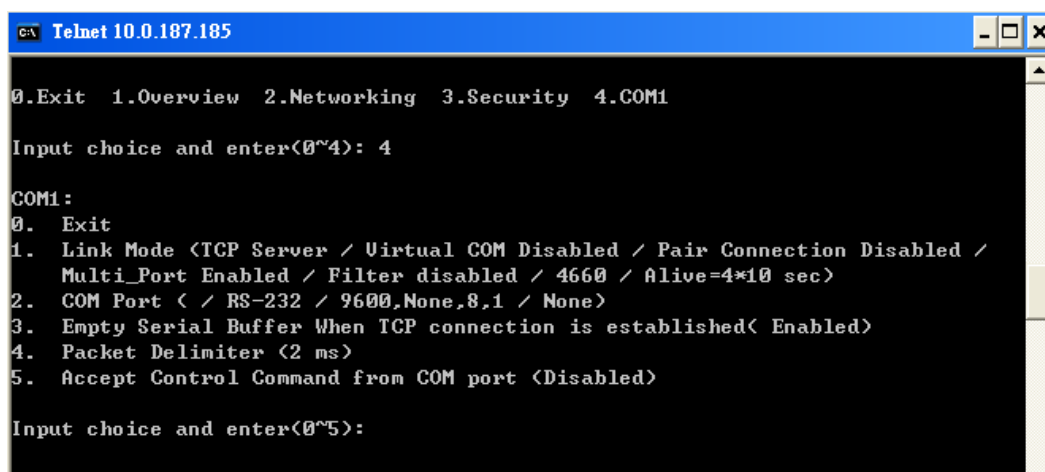 Telnet 10.0.187.185
0.Exit  1.Overview  2.Networking  3.Security  4.COM1
Input choice and enter(0~4): 4
COM1:
0.  Exit
1.  Link Mode (TCP Server / Virtual COM Disabled / Pair Connection Disabled /
Multi_Port Enabled / Filter disabled / 4660 / Alive=4*10 sec)
2.  COM Port ( / RS-232 / 9600,None,8,1 / None)
3.  Empty Serial Buffer When TCP connection is established( Enabled)
4.  Packet Delimiter (2 ms)
5.  Accept Control Command from COM port (Disabled)
Input choice and enter(0~5):